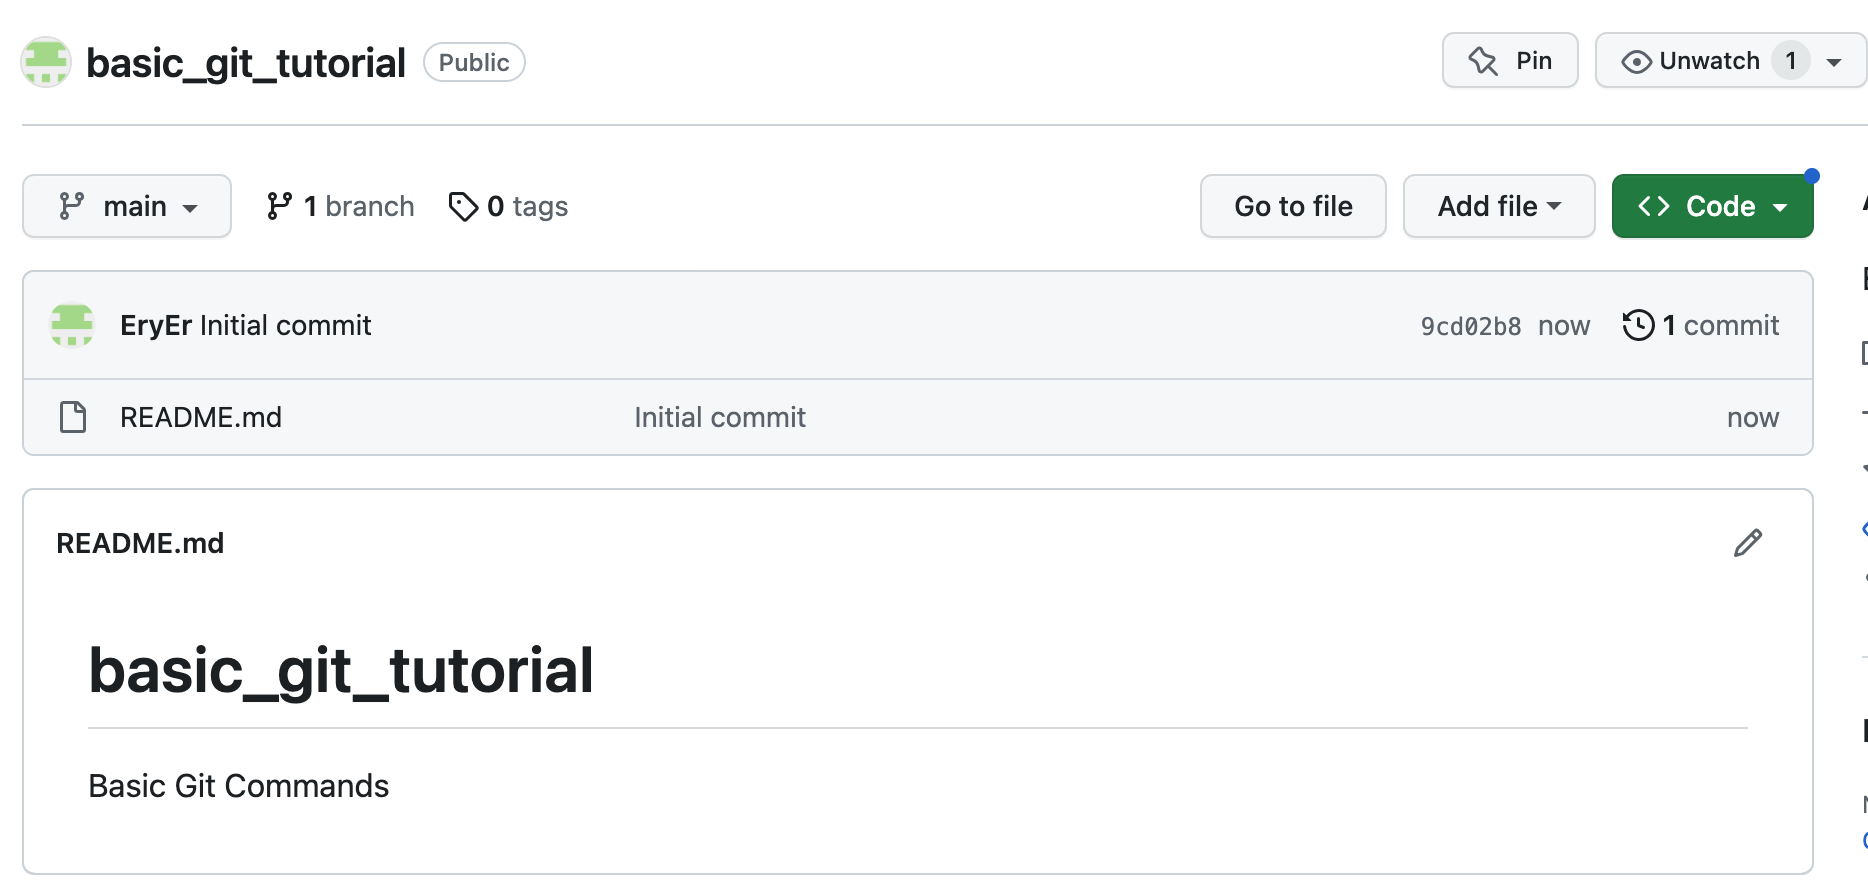 basic_git_tutorial Public Pin Unwatch 1
main 1 branch 0 tags Go to file Add file <> Code
EryEr Initial commit 9cd02b8 now 1 commit
README.md Initial commit now
README.md
basic_git_tutorial
Basic Git Commands